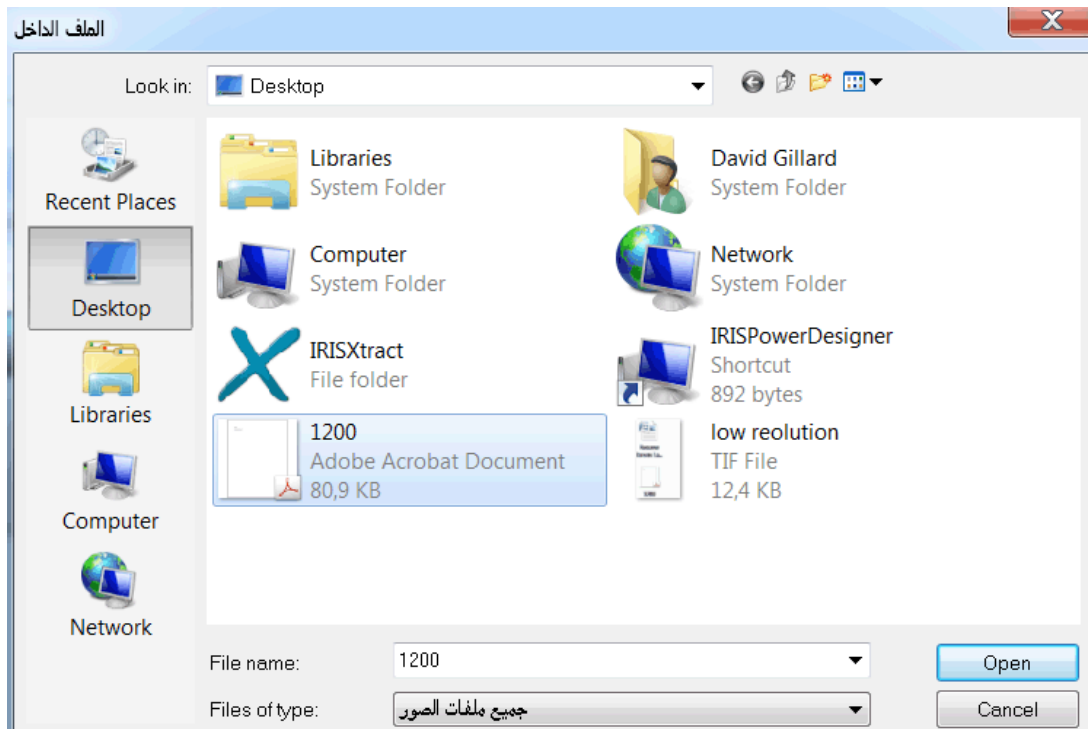 الملف الداخل
Look in:
Desktop
Recent Places
Desktop
Libraries
Computer
Network
Libraries
System Folder
David Gillard
System Folder
Computer
System Folder
Network
System Folder
IRISXtract
File folder
IRISPowerDesigner
Shortcut
892 bytes
1200
Adobe Acrobat Document
80,9 KB
low reolution
TIF File
12,4 KB
File name:
1200
Open
Files of type:
جميع ملفات الصور
Cancel